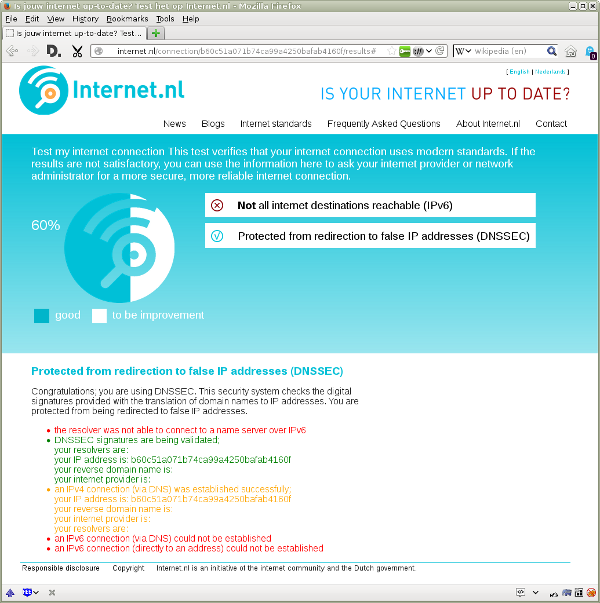 Is jouw internet up-to-date? Test het op Internet.nl - Mozilla Firefox
File Edit View History Bookmarks Tools Help
Is jouw internet up-to-date? Test ...
internet.nl/connection/b60c51a071b74ca99a4250bafab4160f/results#
wikipedia (en)
[ English | Nederlands ]
Internet.nl
IS YOUR INTERNET UP TO DATE?
News Blogs Internet standards Frequently Asked Questions About Internet.nl Contact
Test my internet connection This test verifies that your internet connection uses modern standards. If the
results are not satisfactory, you can use the information here to ask your internet provider or network
administrator for a more secure, more reliable internet connection.
60%
Not all internet destinations reachable (IPv6)
Protected from redirection to false IP addresses (DNSSEC)
good to be improvement
Protected from redirection to false IP addresses (DNSSEC)
Congratulations, you are using DNSSEC. This security system checks the digital
signatures provided with the translation of domain names to IP addresses. You are
protected from being redirected to false IP addresses.
the resolver was not able to connect to a name server over IPv6
DNSSEC signatures are being validated;
your resolvers are:
your IP address is: b60c51a071b74ca99a4250bafab4160f
your reverse domain name is:
your internet provider is:
an IPv4 connection (via DNS) was established successfully;
your IP address is: b60c51a071b74ca99a4250bafab4160f
your reverse domain name is:
your internet provider is:
your resolvers are:
an IPv6 connection (via DNS) could not be established
an IPv6 connection (directly to an address) could not be established
Responsible disclosure Copyright Internet.nl is an initiative of the internet community and the Dutch government.